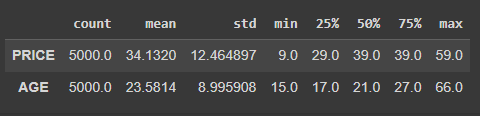 count mean std min 25% 50% 75% max
PRICE 5000.0 34.1320 12.464897 9.0 29.0 39.0 39.0 59.0
AGE 5000.0 23.5814 8.995908 15.0 17.0 21.0 27.0 66.0